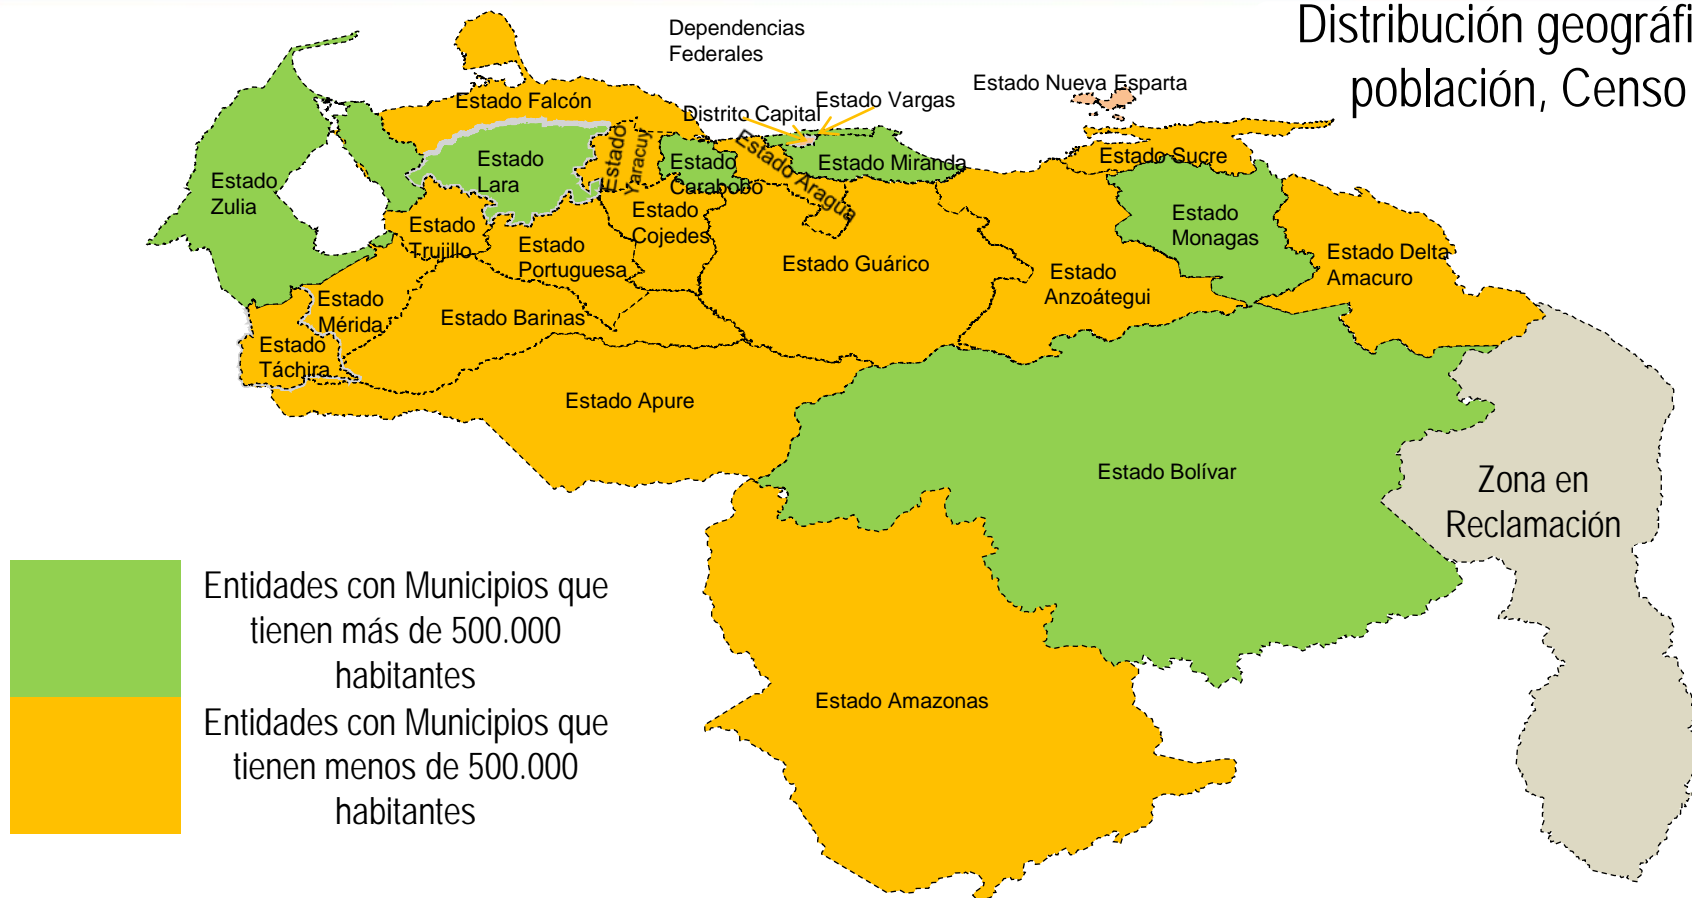 Distribución geográfi
población, Censo
Dependencias
Federales
Estado Nueva Esparta
Estado Vargas
Distrito Capital
Estado Falcón
Estado
Lara
Estado
Yaracuy
Estado
Carabobo
Estado Aragua
Estado Miranda
Estado Sucre
Estado
Zulia
Estado
Trujillo
Estado
Portuguesa
Estado
Cojedes
Estado Guárico
Estado
Anzoátegui
Estado
Monagas
Estado Delta
Amacuro
Estado
Mérida
Estado
Táchira
Estado Barinas
Estado Apure
Estado Bolívar
Zona en
Reclamación
Estado Amazonas
Entidades con Municipios que
tienen más de 500.000
habitantes
Entidades con Municipios que
tienen menos de 500.000
habitantes